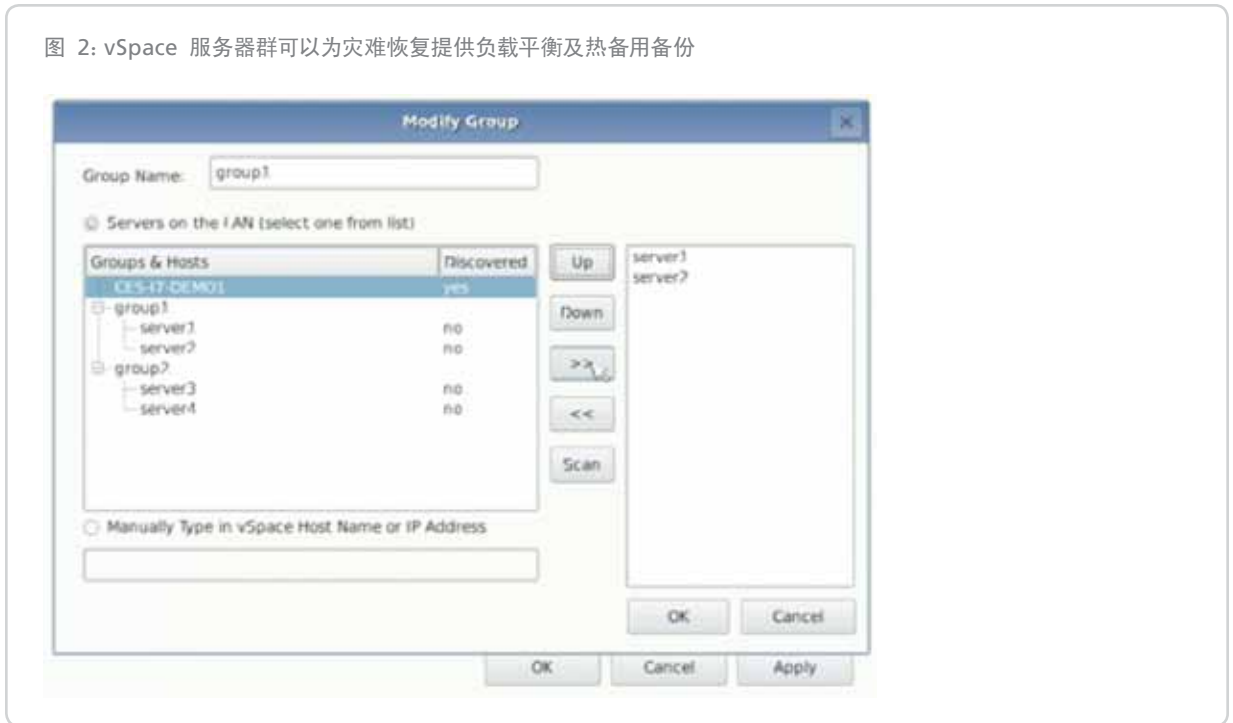 图 2: vSpace 服务器群可以为灾难恢复提供负载平衡及热备用备份
Modify Group
Group Name: group1
Servers on the LAN (select one from list)
Groups & Hosts Discovered
CES-IT-DEMO1 yes
group1
server1 no
server2 no
group2
server3 no
server4 no
Up
Down
>>
<<
Scan
server1
server2
Manually Type in vSpace Host Name or IP Address
OK Cancel
OK Cancel Apply